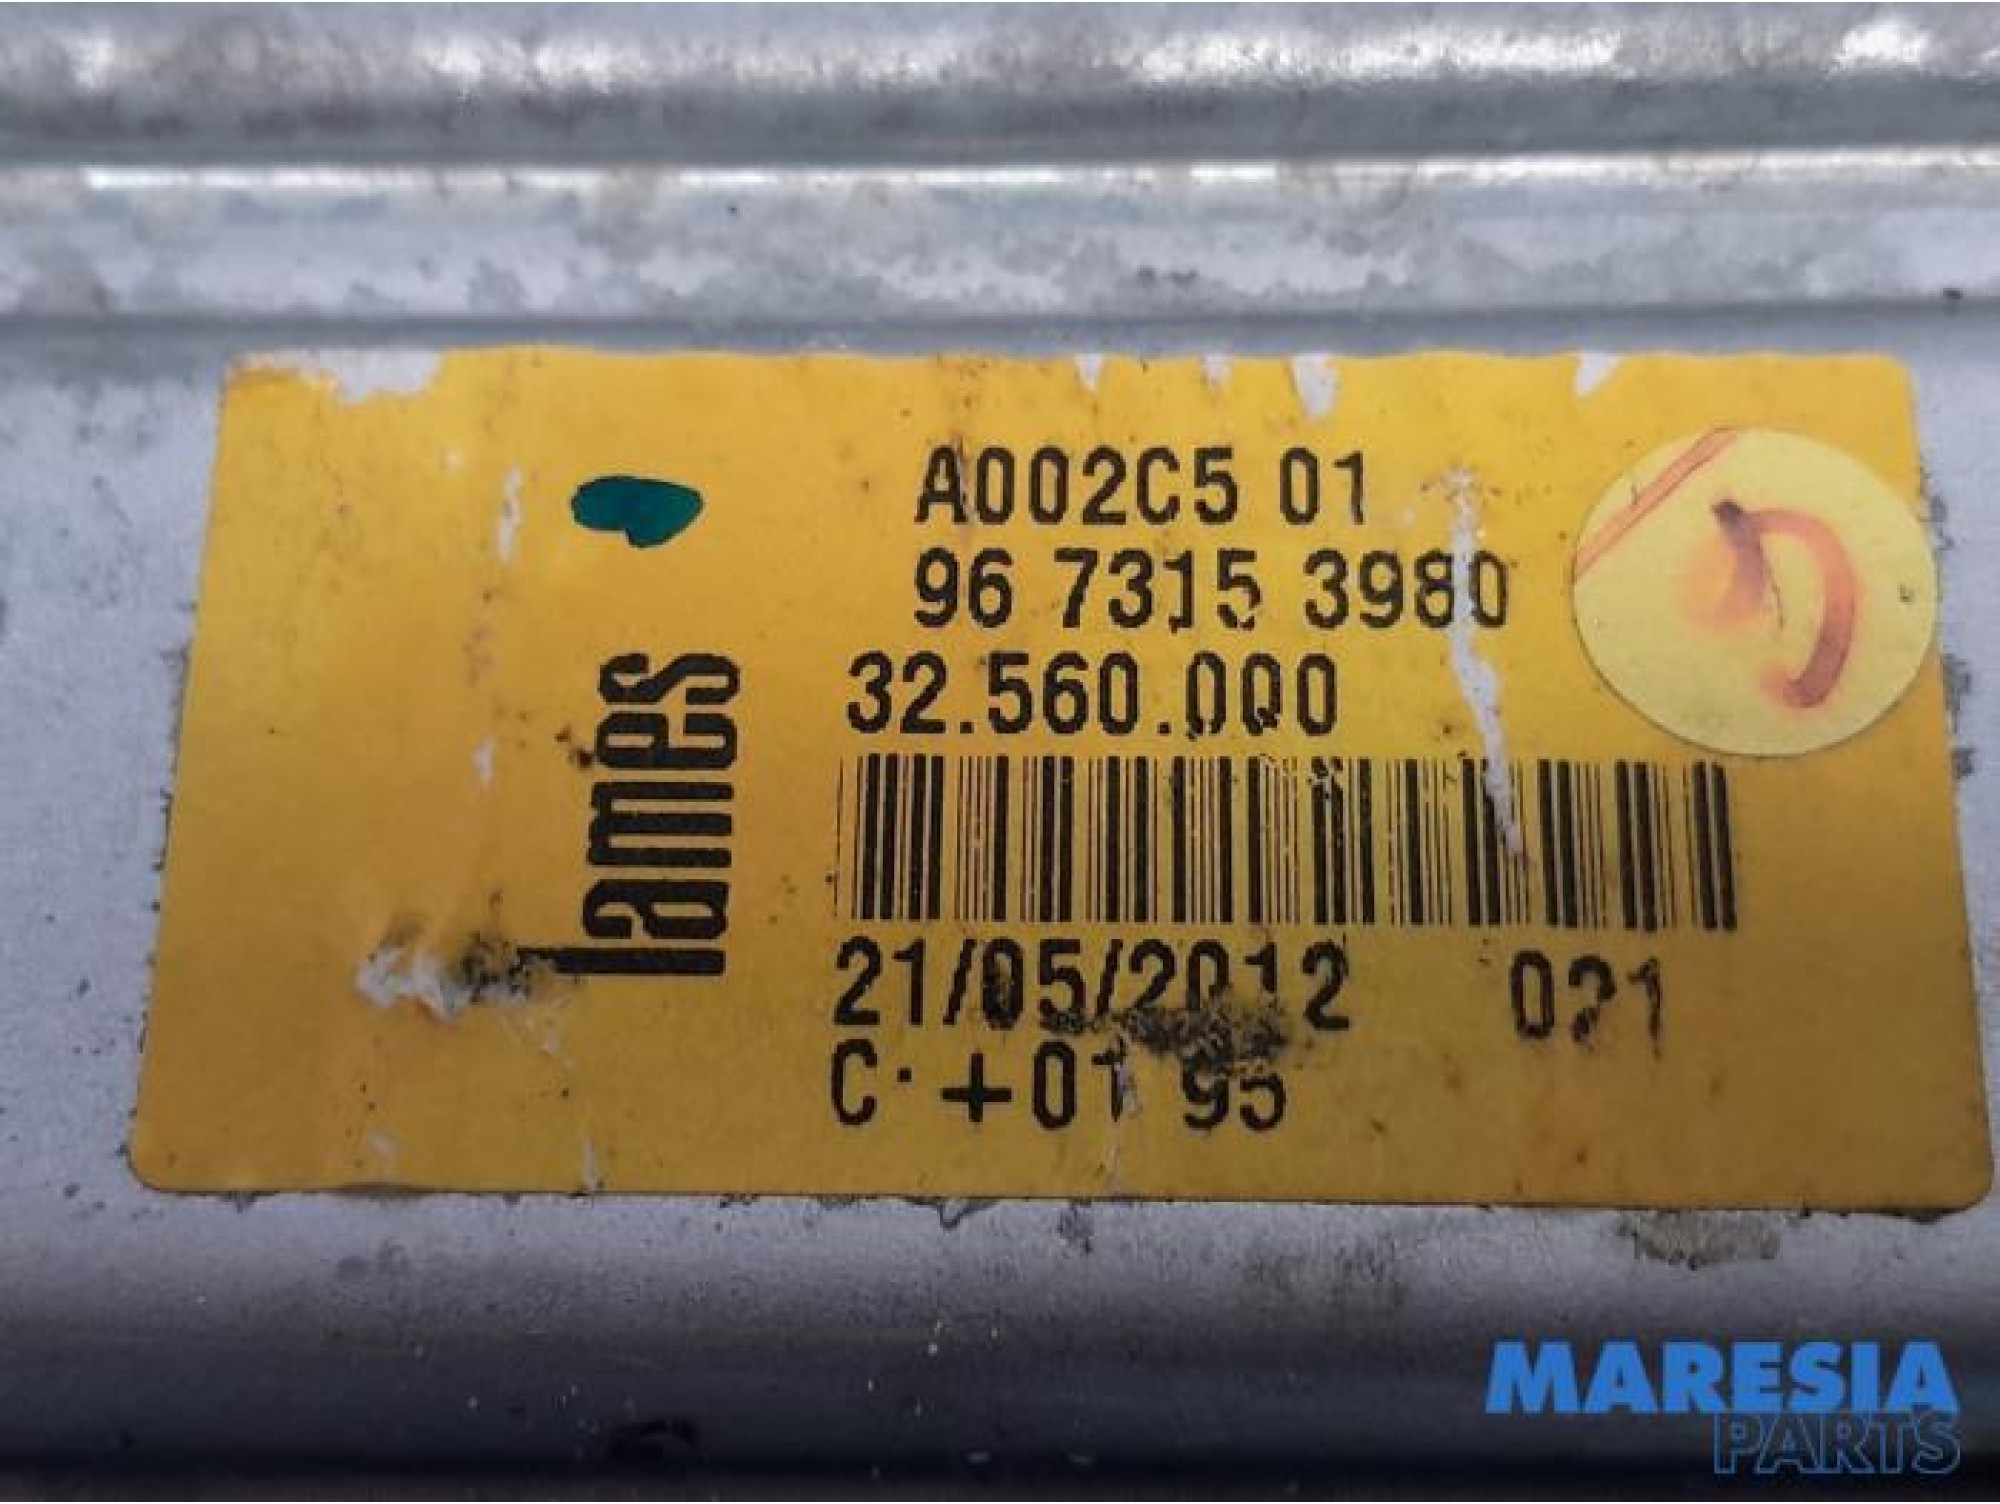 A002C5 01
96 7315 3980
32.560.000
lames
21/05/2012 021
C·+01 95
D
MARESIA
PARTS